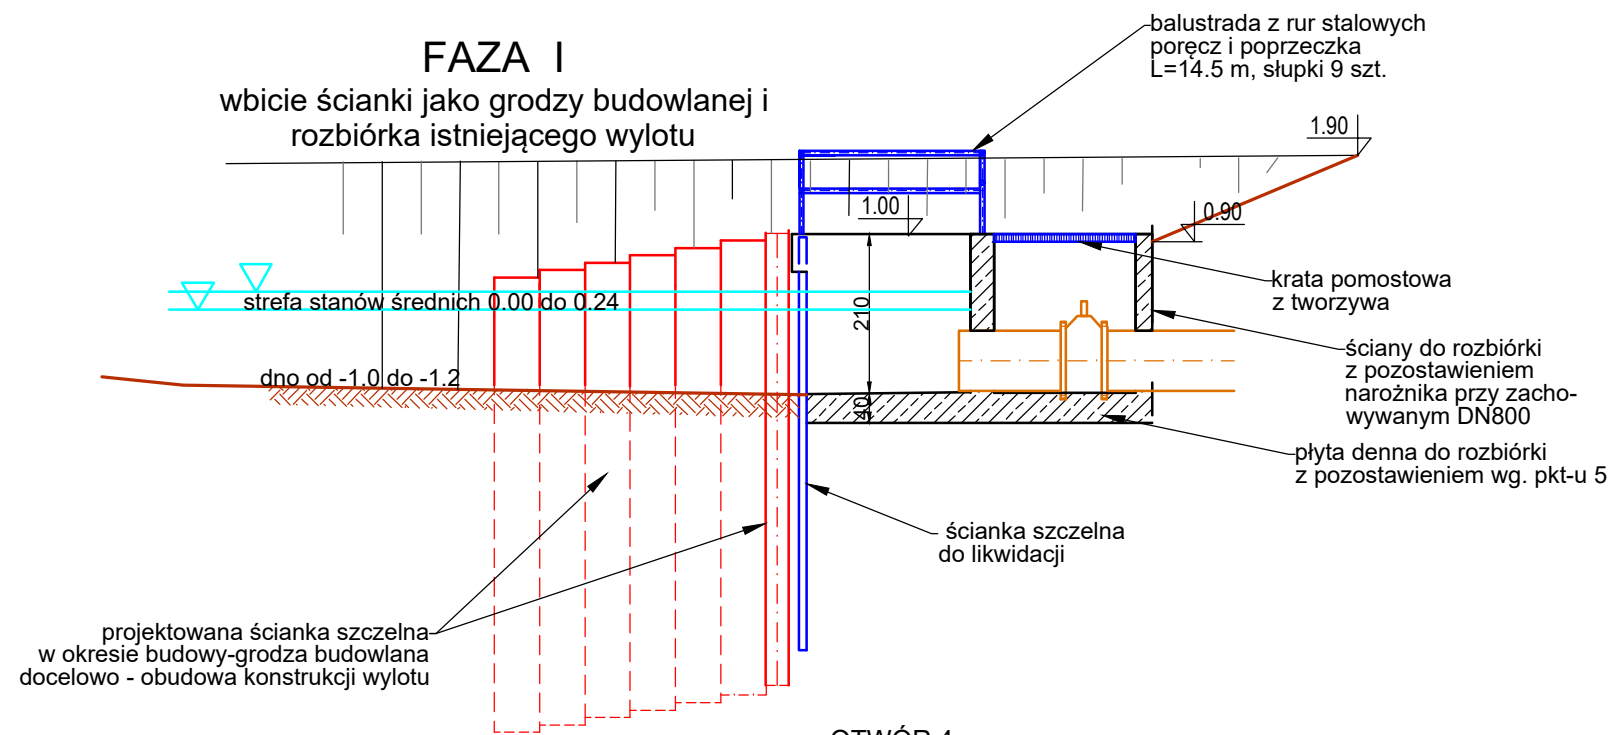 FAZA I
wbicie ścianki jako grodzy budowlanej i
rozbiórka istniejącego wylotu
balustrada z rur stalowych
poręcz i poprzeczka
L=14.5 m, słupki 9 szt.
1.90
1.00
0.90
krata pomostowa
z tworzywa
strefa stanów średnich 0.00 do 0.24
210
ściany do rozbiórki
z pozostawieniem
narożnika przy zacho-
wywanym DN800
dno od -1.0 do -1.2
40
płyta denna do rozbiórki
z pozostawieniem wg. pkt-u 5
ścianka szczelna
do likwidacji
projektowana ścianka szczelna
w okresie budowy-grodza budowlana
docelowo - obudowa konstrukcji wylotu
OTWÓR 4